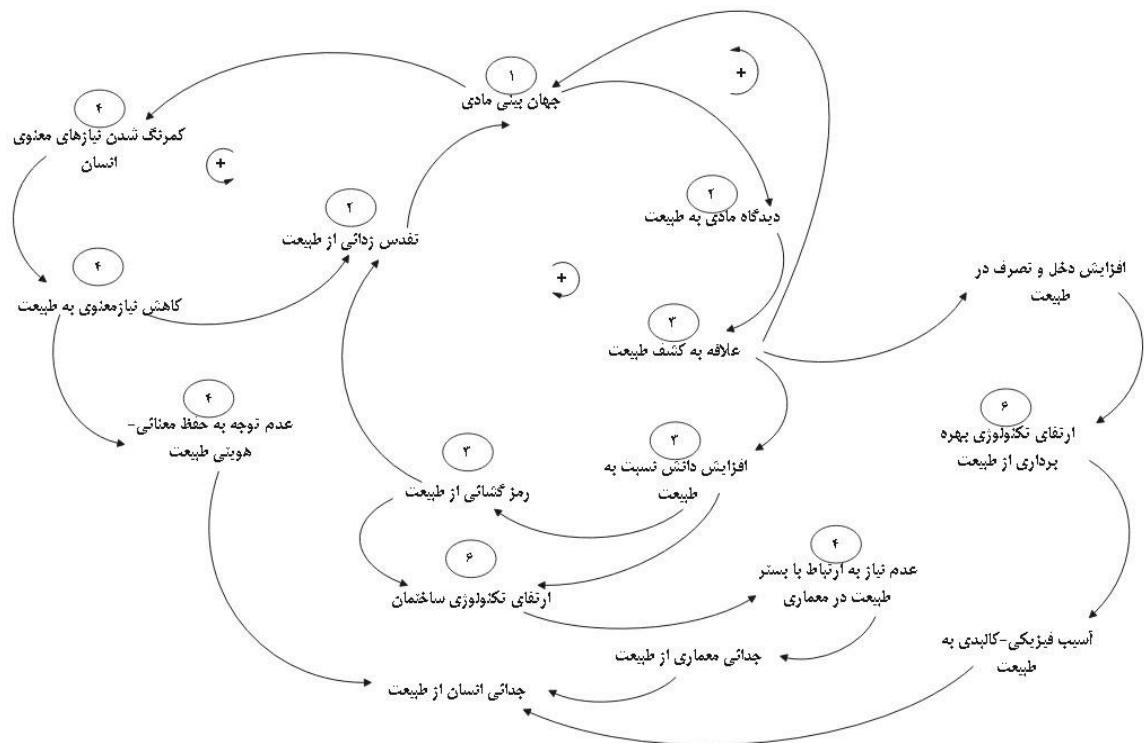 ۱
جهان بینی مادی
+
۴
کمرنگ شدن نیازهای معنوی
انسان
+
۲
دیدگاه مادی به طبیعت
۲
تقدس زدائی از طبیعت
افزایش دخل و تصرف در
طبیعت
+
۴
کاهش نیازمعنوی به طبیعت
۳
علاقه به کشف طبیعت
۴
عدم توجه به حفظ معنائی-
هویتی طبیعت
۶
ارتقای تکنولوژی بهره
برداری از طبیعت
۳
افزایش دانش نسبت به
طبیعت
۳
رمز گشائی از طبیعت
۶
ارتقای تکنولوژی ساختمان
۴
عدم نیاز به ارتباط با بستر
طبیعت در معماری
آسیب فیزیکی-کالبدی به
طبیعت
جدائی معماری از طبیعت
جدائی انسان از طبیعت